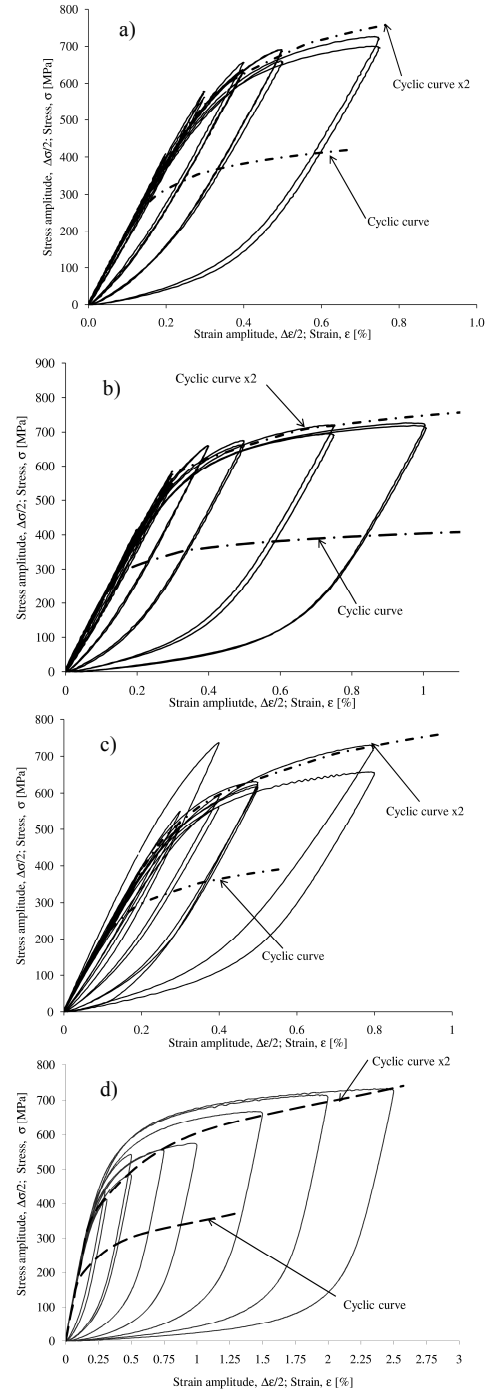 a)
800
700
600
500
400
300
200
100
0
0.0 0.2 0.4 0.6 0.8 1.0
Stress amplitude, Δσ/2; Stress, σ [MPa]
Strain amplitude, Δε/2; Strain, ε [%]
Cyclic curve x2
Cyclic curve
b)
900
800
700
600
500
400
300
200
100
0
0 0.2 0.4 0.6 0.8 1
Stress amplitude, Δσ/2; Stress, σ [MPa]
Strain ampliutde, Δε/2; Strain, ε [%]
Cyclic curve x2
Cyclic curve
c)
800
700
600
500
400
300
200
100
0
0 0.2 0.4 0.6 0.8 1
Stress amplitude, Δσ/2; Stress, σ [MPa]
Strain amplitude, Δε/2; Strain, ε [%]
Cyclic curve x2
Cyclic curve
d)
800
700
600
500
400
300
200
100
0
0 0.25 0.5 0.75 1 1.25 1.5 1.75 2 2.25 2.5 2.75 3
Stress amplitude, Δσ/2; Stress, σ [MPa]
Strain amplitude, Δε/2; Strain, ε [%]
Cyclic curve x2
Cyclic curve